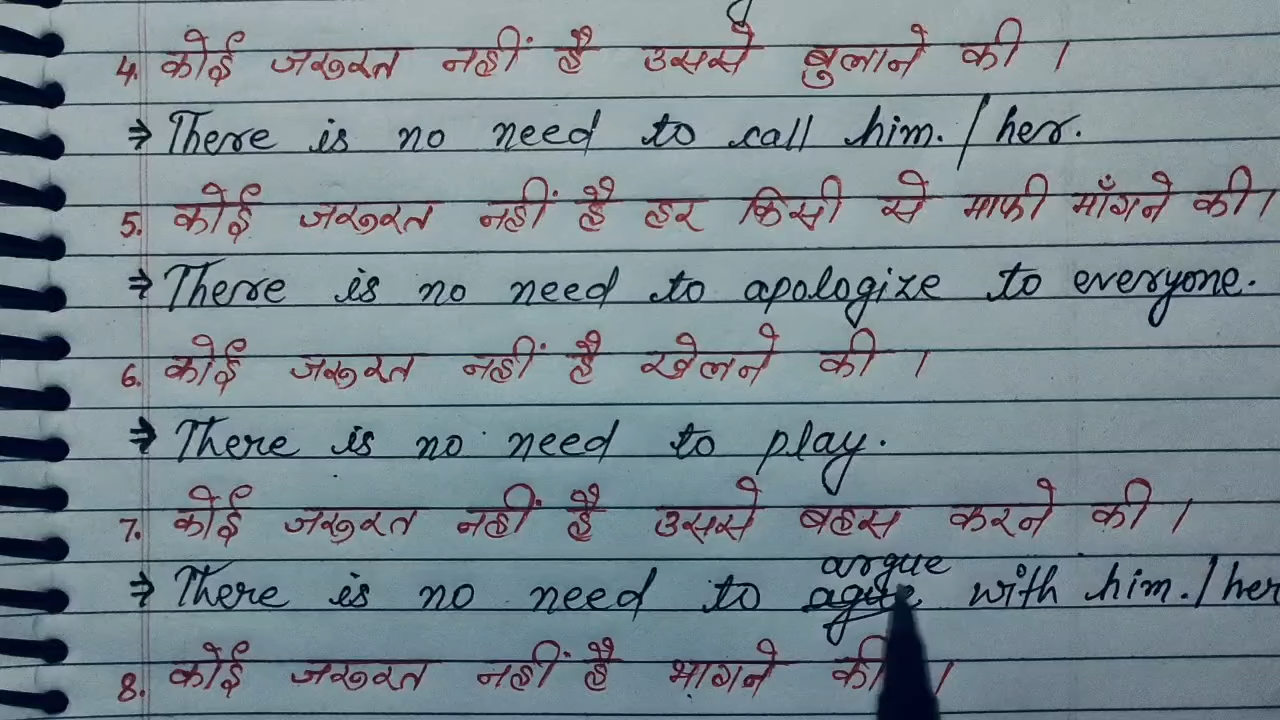 4. कोई जरुरत नहीं है उससे बुलाने की ।
⇒ There is no need to call him. / her.
5. कोई जरुरत नहीं है हर किसी से माफी माँगने की ।
⇒ There is no need to apologize to everyone.
6. कोई जरुरत नहीं है खेलने की ।
⇒ There is no need to play.
7. कोई जरुरत नहीं है उससे बहस करने की ।
argue
⇒ There is no need to with him. / her
8. कोई जरुरत नहीं है भागने की ।